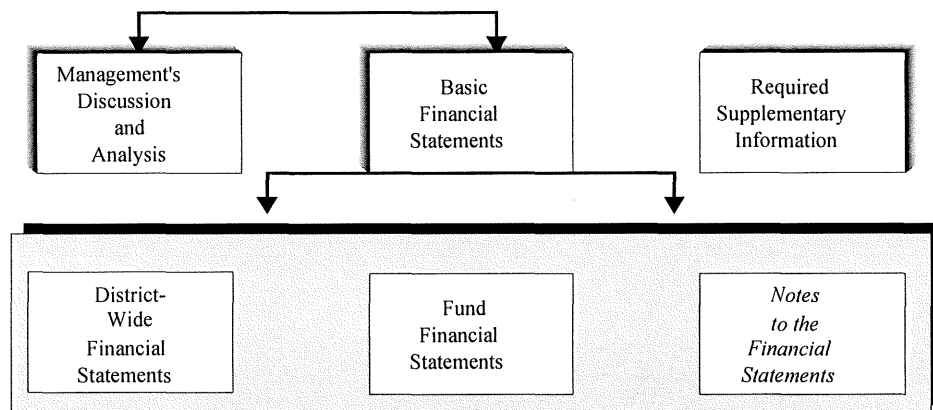 Management's
Discussion
and
Analysis
Basic
Financial
Statements
Required
Supplementary
Information
District-
Wide
Financial
Statements
Fund
Financial
Statements
Notes
to the
Financial
Statements